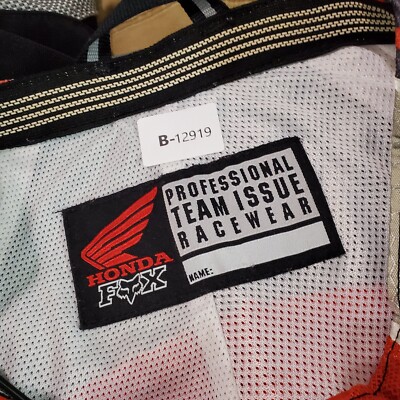 B-12919
PROFESSIONAL
TEAM ISSUE
RACEWEAR
HONDA
FOX
NAME: